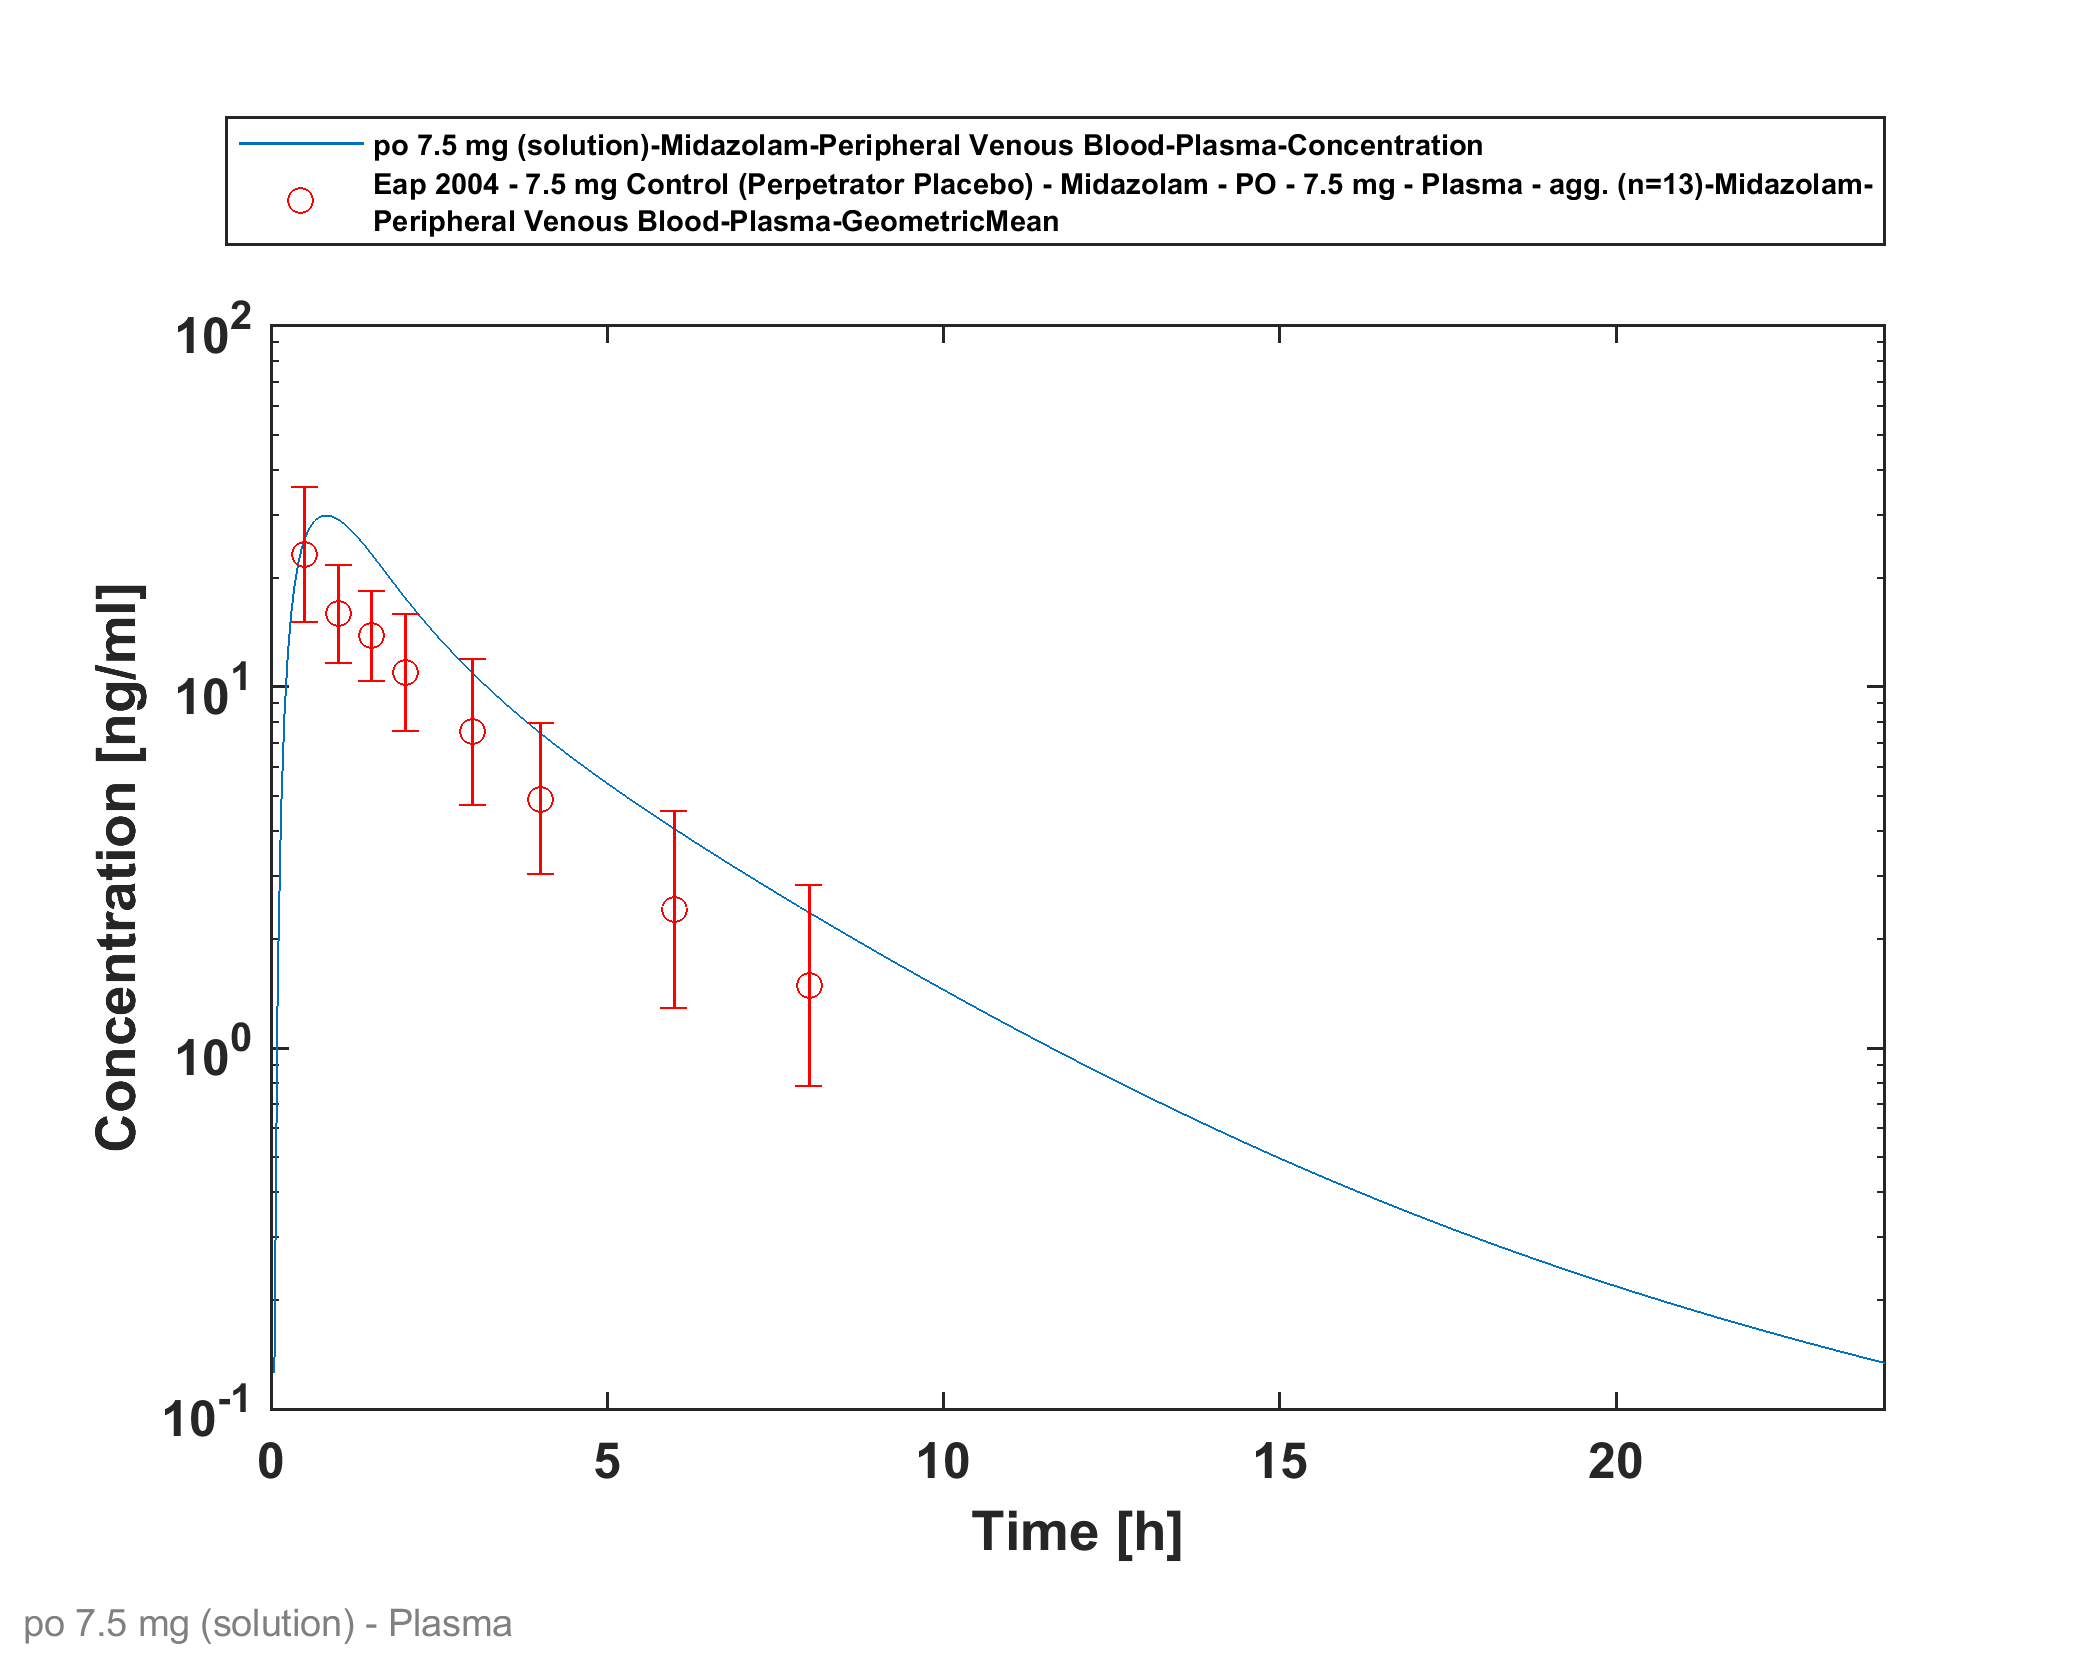 po 7.5 mg (solution)-Midazolam-Peripheral Venous Blood-Plasma-Concentration
Eap 2004 - 7.5 mg Control (Perpetrator Placebo) - Midazolam - PO - 7.5 mg - Plasma - agg. (n=13)-Midazolam-
Peripheral Venous Blood-Plasma-GeometricMean
10^2
10^1
10^0
10^-1
Concentration [ng/ml]
0 5 10 15 20
Time [h]
po 7.5 mg (solution) - Plasma